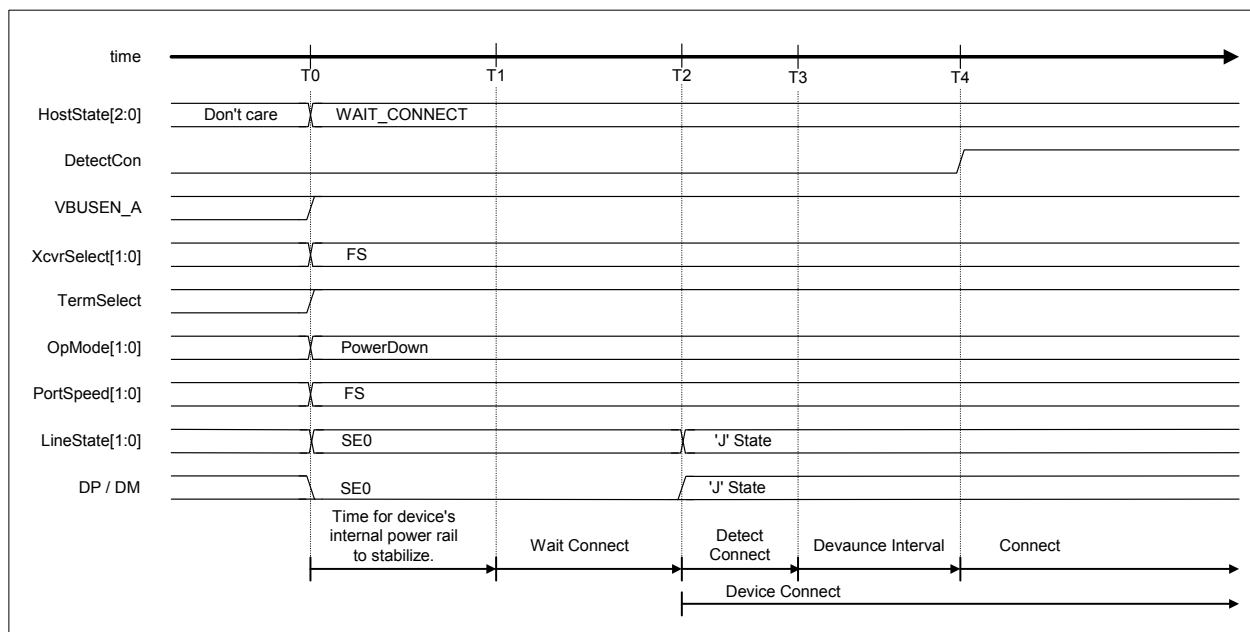 time
T0 T1 T2 T3 T4
HostState[2:0] Don't care WAIT_CONNECT
DetectCon
VBUSEN_A
XcvrSelect[1:0] FS
TermSelect
OpMode[1:0] PowerDown
PortSpeed[1:0] FS
LineState[1:0] SE0 'J' State
DP / DM SE0 'J' State
Time for device's
internal power rail
to stabilize.
Wait Connect
Detect
Connect
Devaunce Interval
Connect
Device Connect